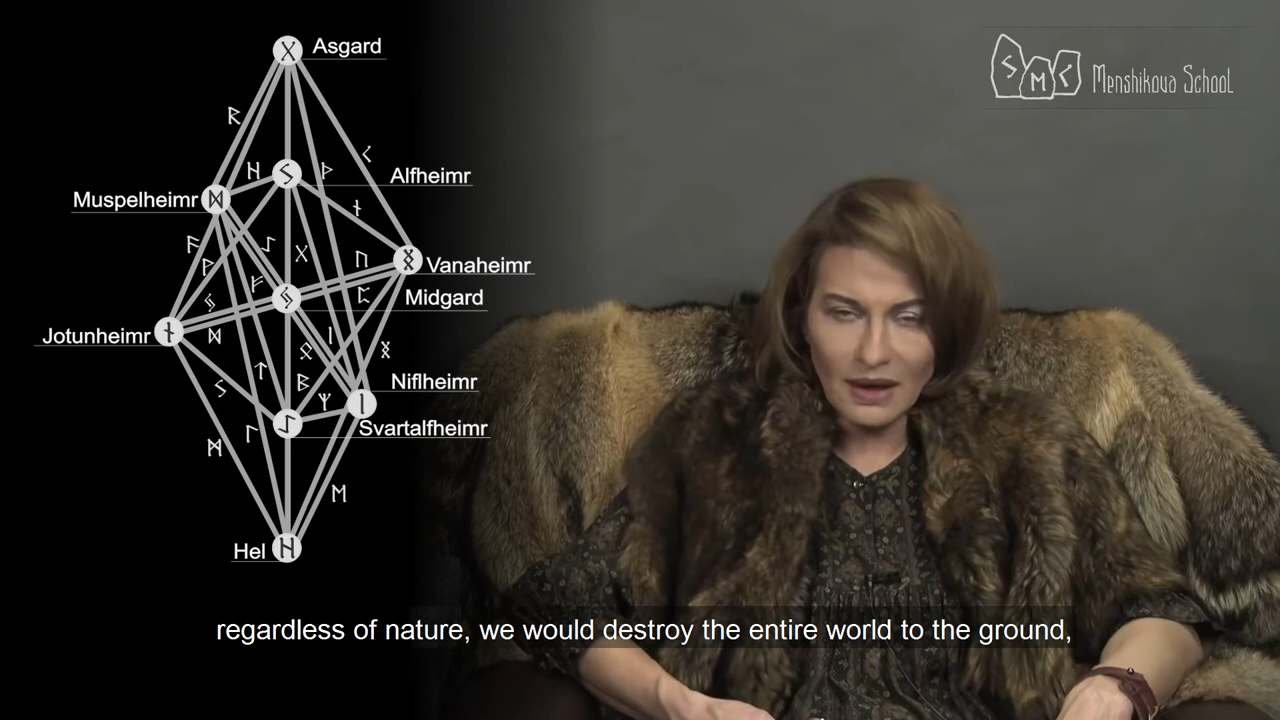 Asgard
Alfheimr
Muspelheimr
Vanaheimr
Midgard
Jotunheimr
Niflheimr
Svartalfheimr
Hel
Menshikova School
regardless of nature, we would destroy the entire world to the ground,